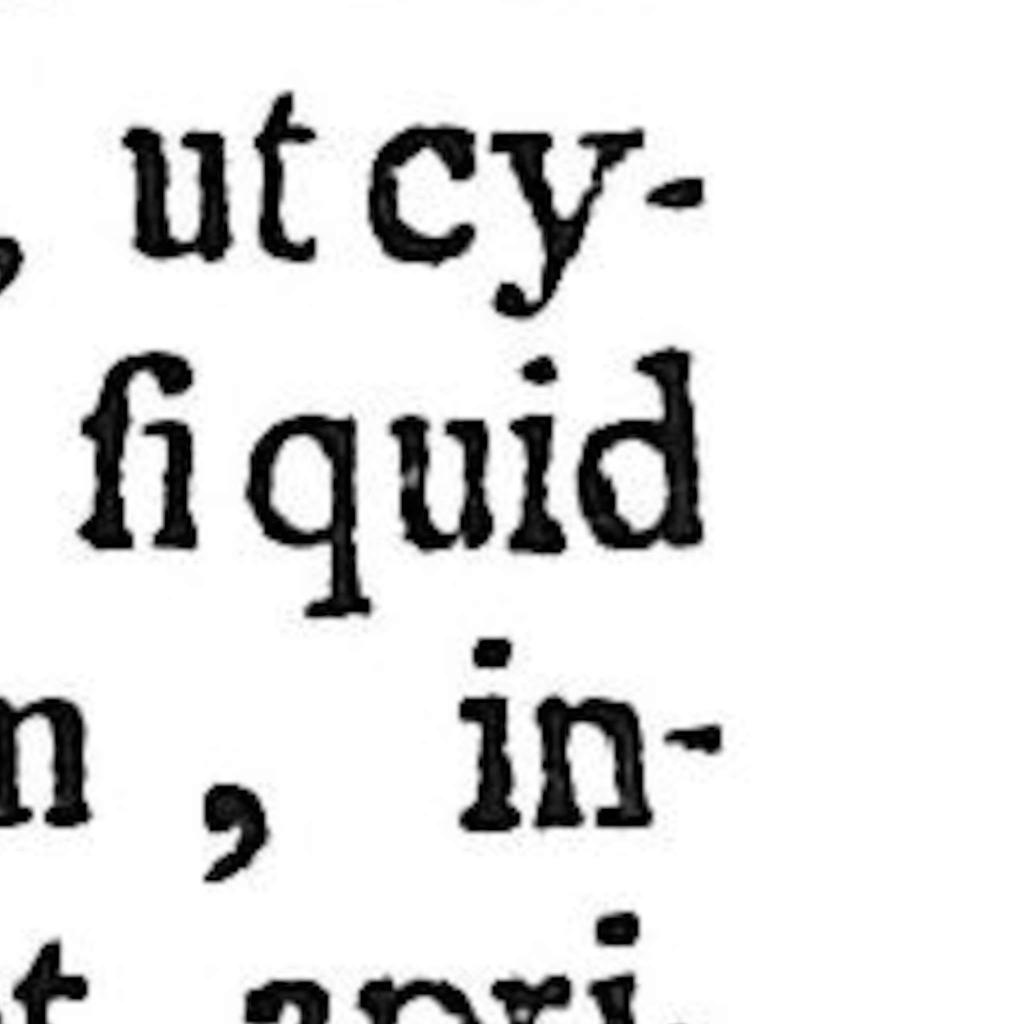 , ut cy-
ſi quid
, in-